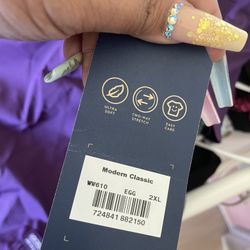 ULTRA SOFT
TWO-WAY STRETCH
EASY CARE
Modern Classic
WW610 EGG 2XL
724841 882150